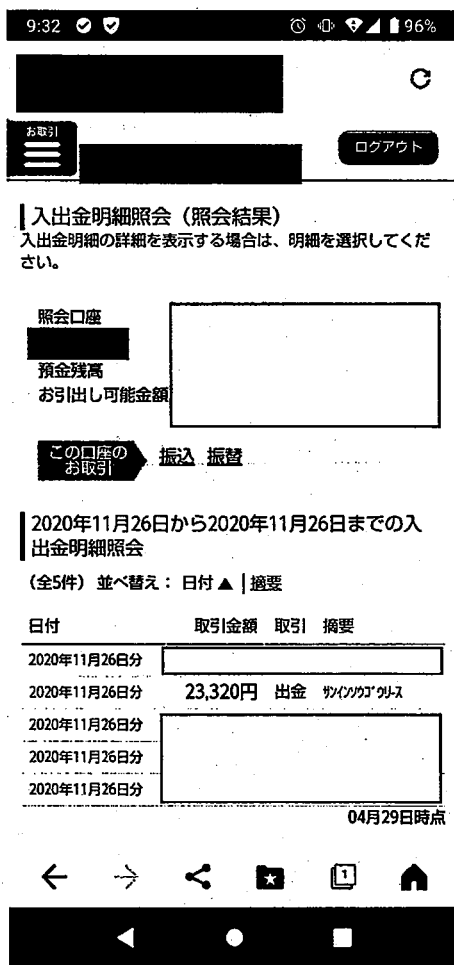 9:32
96%
お取引
ログアウト
入出金明細照会（照会結果）
入出金明細の詳細を表示する場合は、明細を選択してくだ
さい。
照会口座
預金残高
お引出し可能金額
この口座の
お取引
振込 振替
2020年11月26日から2020年11月26日までの入
出金明細照会
（全5件） 並べ替え： 日付▲ | 摘要
日付 取引金額 取引 摘要
2020年11月26日分
2020年11月26日分 23,320円 出金 ｻﾝｲﾝｿｳｺﾞｳﾘｰｽ
2020年11月26日分
2020年11月26日分
2020年11月26日分
04月29日時点
1